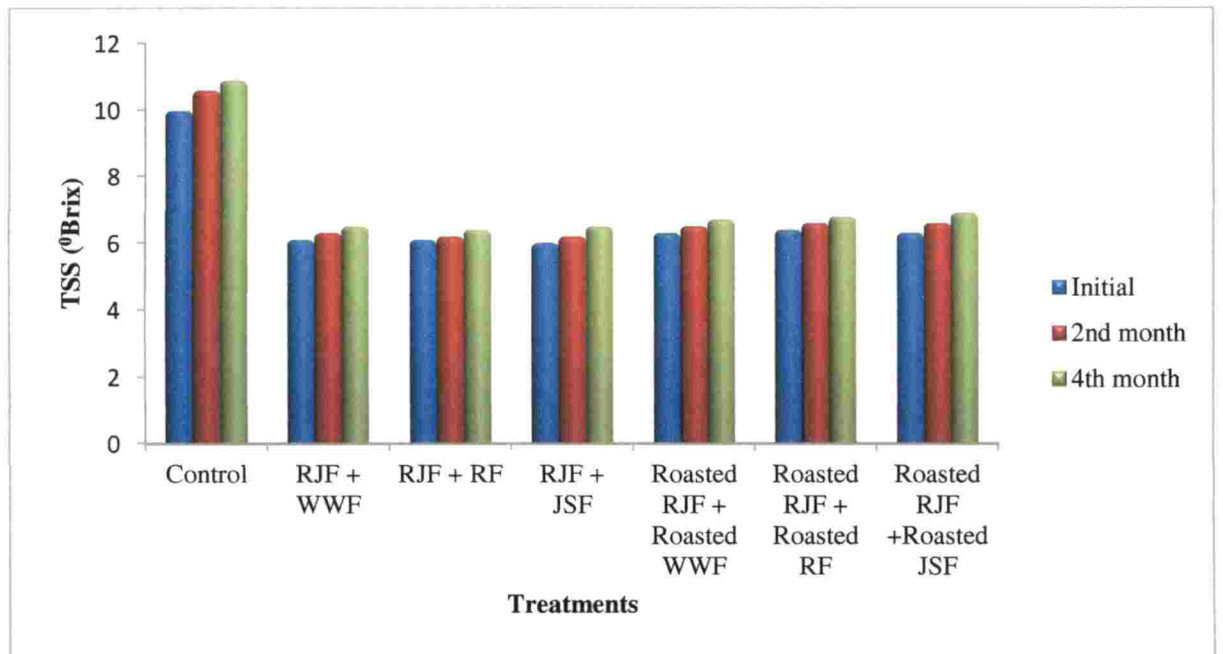 12
10
8
6
4
2
0
TSS (⁰Brix)
Control
RJF +
WWF
RJF + RF
RJF +
JSF
Roasted
RJF +
Roasted
WWF
Roasted
RJF +
Roasted
RF
Roasted
RJF
+Roasted
JSF
Treatments
Initial
2nd month
4th month